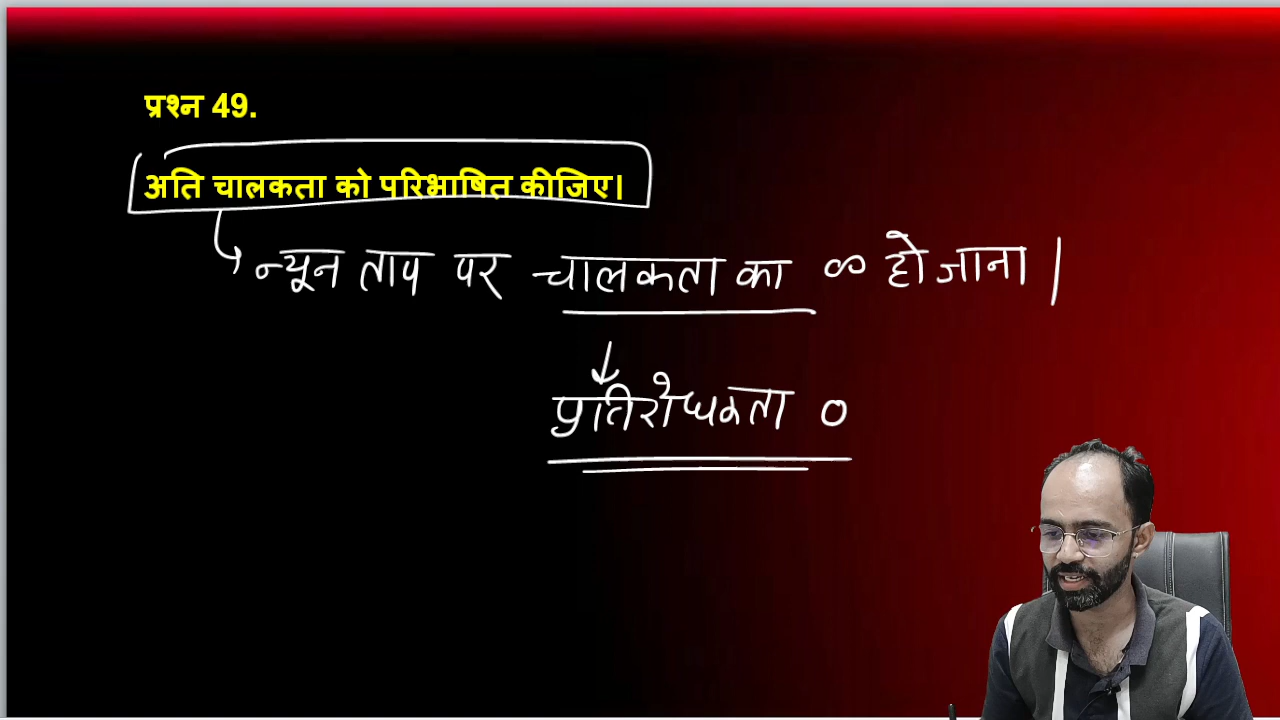 प्रश्न 49.
अति चालकता को परिभाषित कीजिए।
न्यून ताप पर चालकता का ∞ हो जाना |
प्रतिरोधकता 0